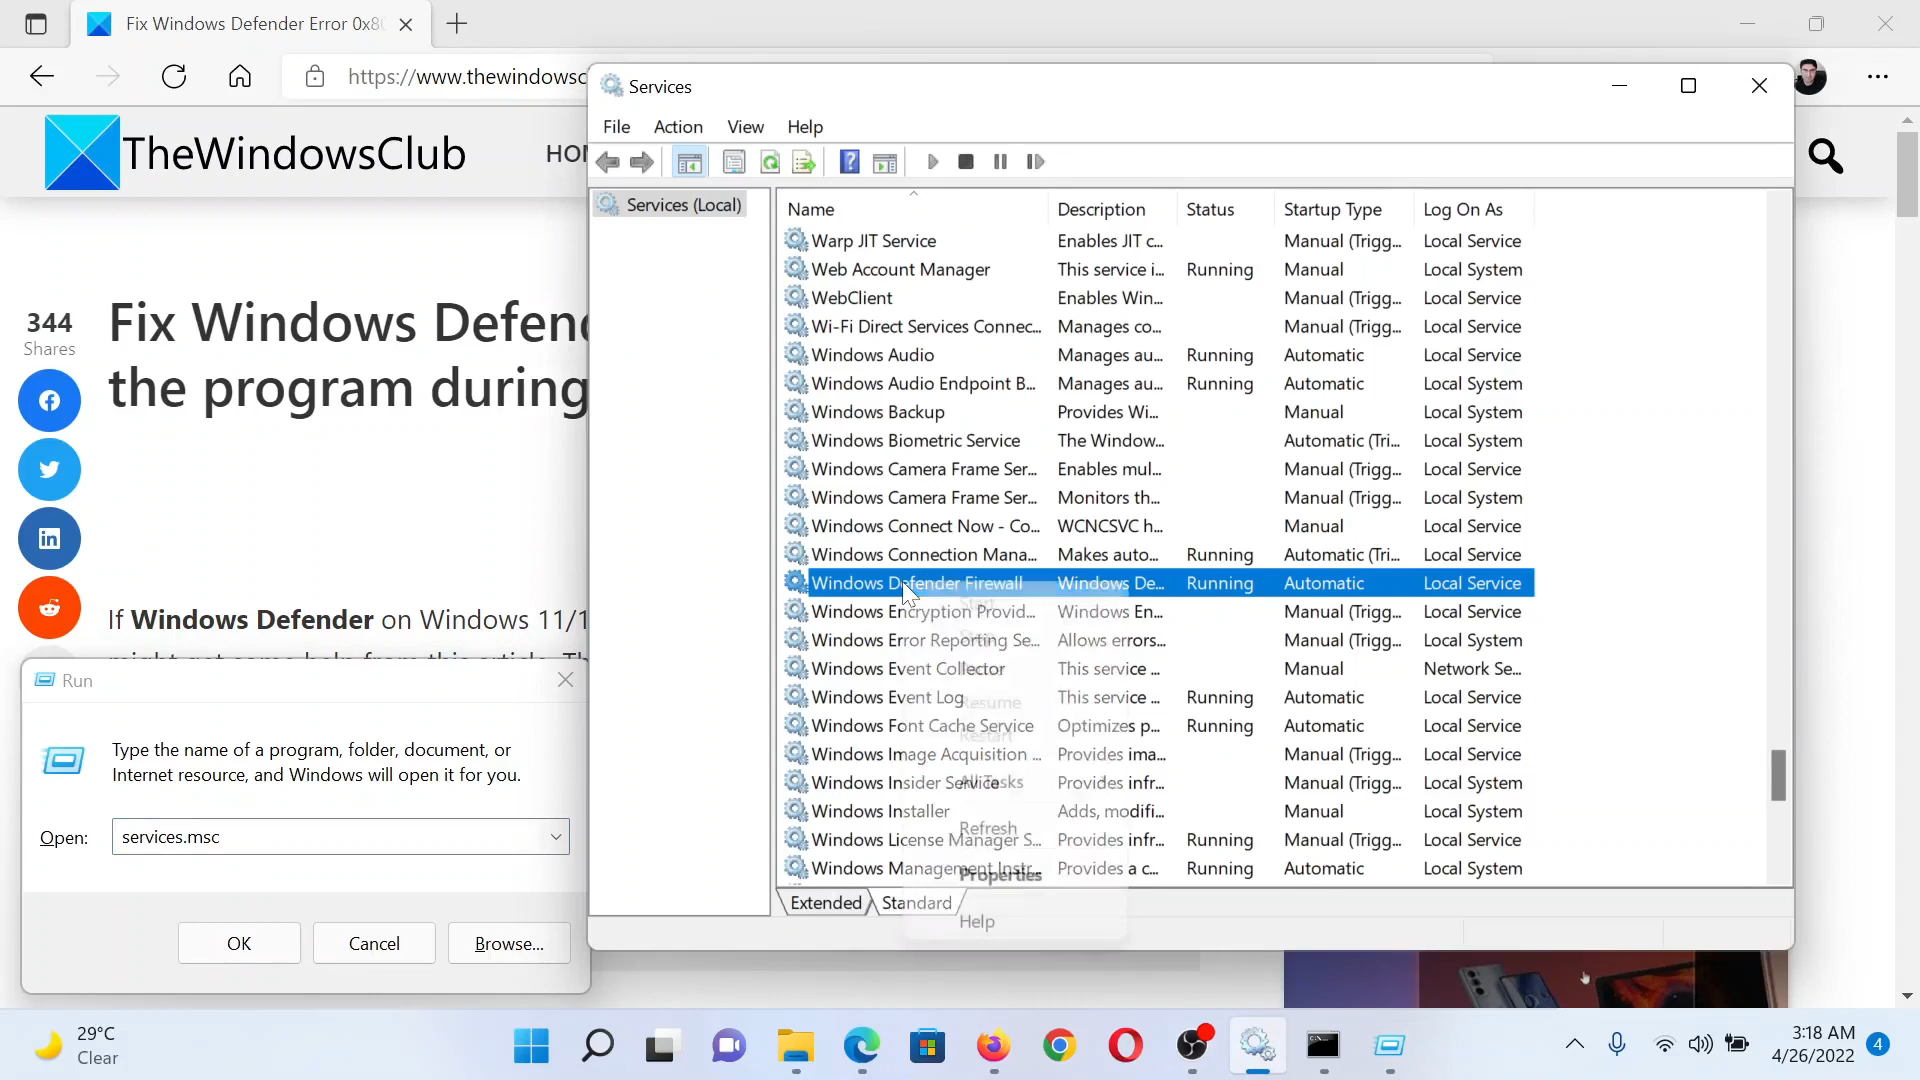 Fix Windows Defender Error 0x80
https://www.thewindowsc
TheWindowsClub
HOM
344
Shares
Fix Windows Defend
the program during
If Windows Defender on Windows 11/1
Run
Type the name of a program, folder, document, or
Internet resource, and Windows will open it for you.
Open: services.msc
OK Cancel Browse...
Services
File Action View Help
Services (Local)
Name Description Status Startup Type Log On As
Warp JIT Service Enables JIT c... Manual (Trigg... Local Service
Web Account Manager This service i... Running Manual Local System
WebClient Enables Win... Manual (Trigg... Local Service
Wi-Fi Direct Services Connec... Manages co... Manual (Trigg... Local Service
Windows Audio Manages au... Running Automatic Local Service
Windows Audio Endpoint B... Manages au... Running Automatic Local System
Windows Backup Provides Wi... Manual Local System
Windows Biometric Service The Window... Automatic (Tri... Local System
Windows Camera Frame Ser... Enables mul... Manual (Trigg... Local Service
Windows Camera Frame Ser... Monitors th... Manual (Trigg... Local System
Windows Connect Now - Co... WCNCSVC h... Manual Local Service
Windows Connection Mana... Makes auto... Running Automatic (Tri... Local Service
Windows Defender Firewall Windows De... Running Automatic Local Service
Windows Encryption Provid... Windows En... Manual (Trigg... Local Service
Windows Error Reporting Se... Allows errors... Manual (Trigg... Local System
Windows Event Collector This service ... Manual Network Se...
Windows Event Log This service ... Running Automatic Local Service
Windows Font Cache Service Optimizes p... Running Automatic Local Service
Windows Image Acquisition ... Provides ima... Manual (Trigg... Local Service
Windows Insider Service Provides infr... Manual (Trigg... Local System
Windows Installer Adds, modifi... Manual Local System
Windows License Manager S... Provides infr... Running Manual (Trigg... Local Service
Windows Management Instr... Provides a c... Running Automatic Local System
Start
Resume
Restart
All Tasks
Refresh
Properties
Help
Extended Standard
29°C
Clear
3:18 AM
4/26/2022
4